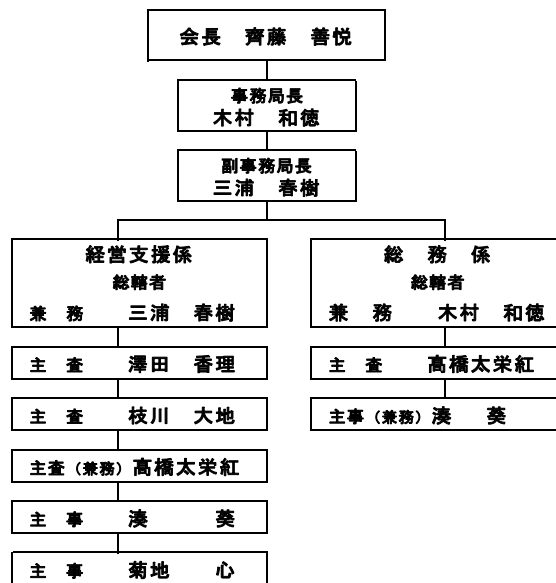 会長　齊藤　善悦
事務局長
木村　和徳
副事務局長
三浦　春樹
経営支援係
総轄者
兼　務　　三浦　春樹
主　査　　澤田　香理
主　査　　枝川　大地
主査（兼務）髙橋太栄紅
主　事　　湊　　　葵
主　事　　菊地　　心
総　務　係
総轄者
兼　務　　木村　和徳
主　査　　髙橋太栄紅
主事（兼務）湊　　葵